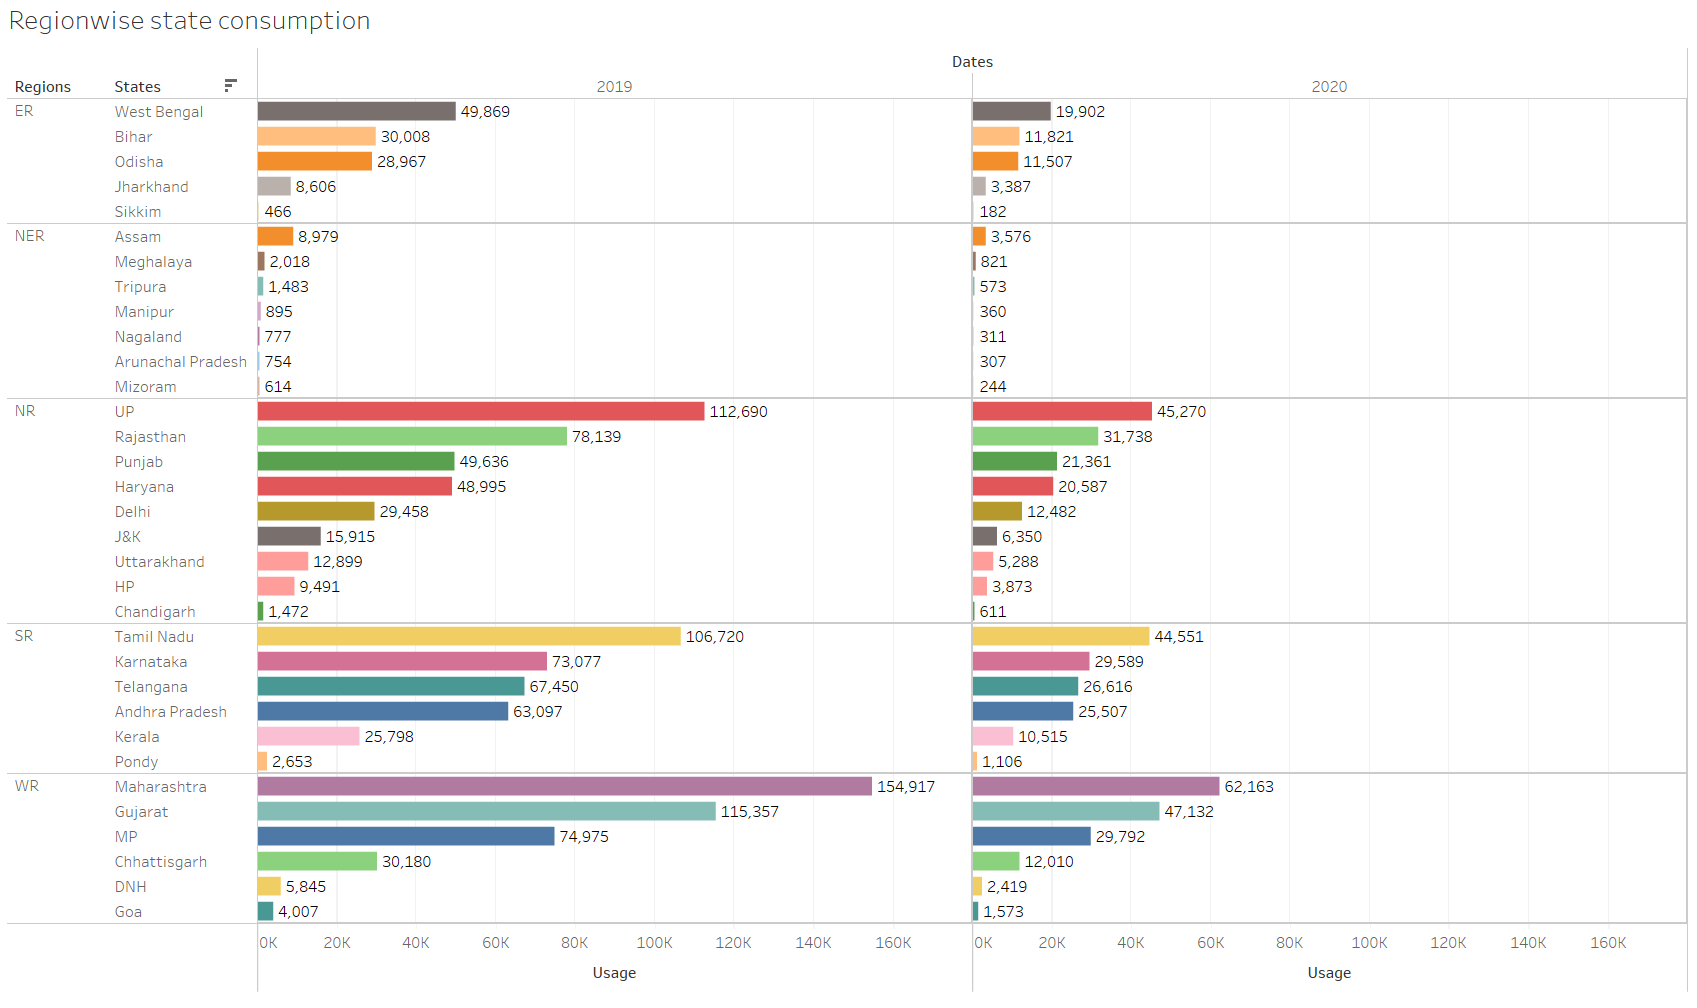 Regionwise state consumption
Dates
Regions States 2019 2020
ER West Bengal 49,869 19,902
Bihar 30,008 11,821
Odisha 28,967 11,507
Jharkhand 8,606 3,387
Sikkim 466 182
NER Assam 8,979 3,576
Meghalaya 2,018 821
Tripura 1,483 573
Manipur 895 360
Nagaland 777 311
Arunachal Pradesh 754 307
Mizoram 614 244
NR UP 112,690 45,270
Rajasthan 78,139 31,738
Punjab 49,636 21,361
Haryana 48,995 20,587
Delhi 29,458 12,482
J&K 15,915 6,350
Uttarakhand 12,899 5,288
HP 9,491 3,873
Chandigarh 1,472 611
SR Tamil Nadu 106,720 44,551
Karnataka 73,077 29,589
Telangana 67,450 26,616
Andhra Pradesh 63,097 25,507
Kerala 25,798 10,515
Pondy 2,653 1,106
WR Maharashtra 154,917 62,163
Gujarat 115,357 47,132
MP 74,975 29,792
Chhattisgarh 30,180 12,010
DNH 5,845 2,419
Goa 4,007 1,573
0K 20K 40K 60K 80K 100K 120K 140K 160K 0K 20K 40K 60K 80K 100K 120K 140K 160K
Usage Usage